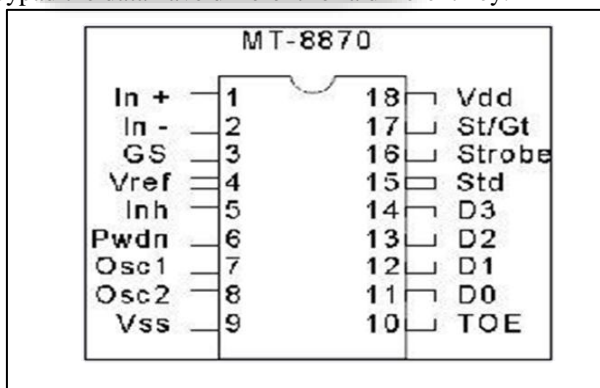 MT-8870
In + 1 18 Vdd
In - 2 17 St/Gt
GS 3 16 Strobe
Vref 4 15 Std
Inh 5 14 D3
Pwdn 6 13 D2
Osc1 7 12 D1
Osc2 8 11 D0
Vss 9 10 TOE